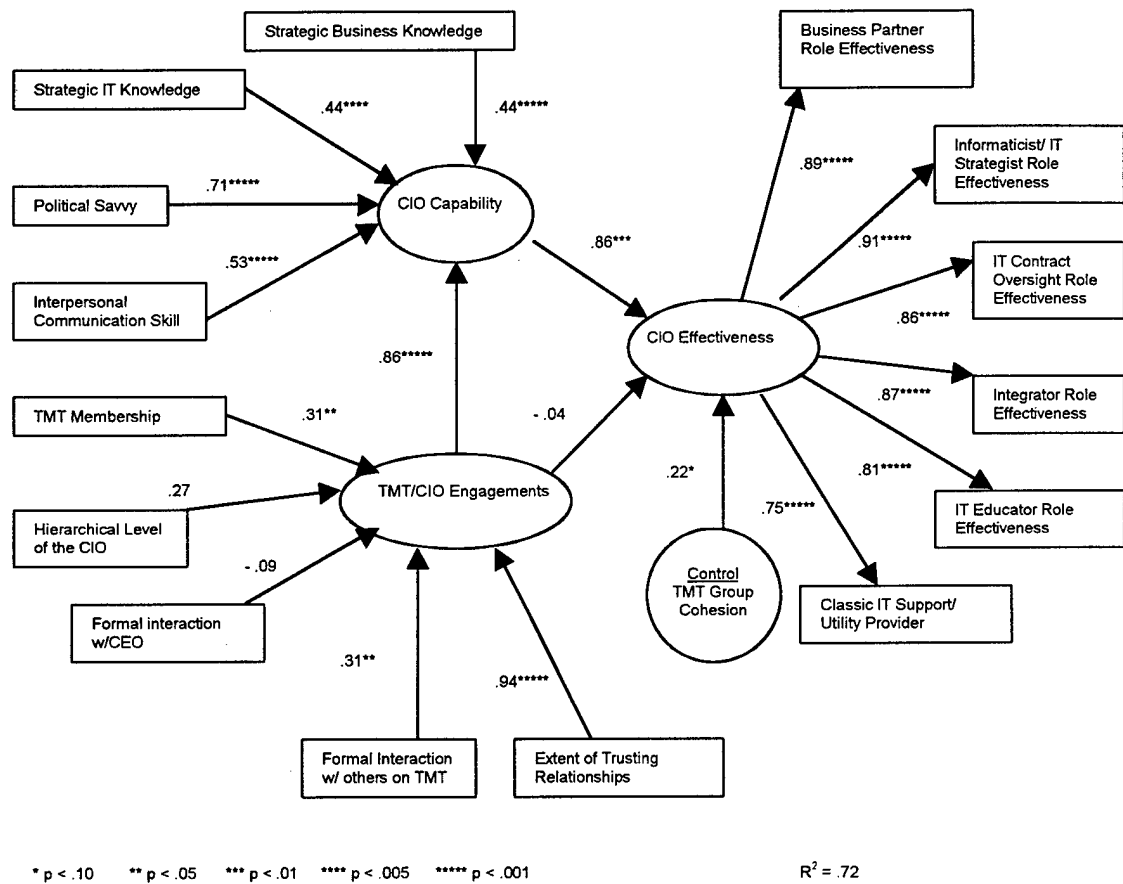 Strategic Business Knowledge
Business Partner
Role Effectiveness
Strategic IT Knowledge
.44****
.44*****
Informaticist/ IT
Strategist Role
Effectiveness
.89*****
Political Savvy
.71*****
CIO Capability
.86***
.91*****
.53*****
IT Contract
Oversight Role
Effectiveness
Interpersonal
Communication Skill
.86*****
CIO Effectiveness
.86*****
Integrator Role
Effectiveness
.87*****
TMT Membership
.31**
- .04
.22*
.81*****
.27
TMT/CIO Engagements
.75*****
IT Educator Role
Effectiveness
Hierarchical Level
of the CIO
- .09
Control
TMT Group
Cohesion
Classic IT Support/
Utility Provider
Formal interaction
w/CEO
.31**
.94*****
Formal Interaction
w/ others on TMT
Extent of Trusting
Relationships
* p < .10 ** p < .05 *** p < .01 **** p < .005 ***** p < .001 R² = .72